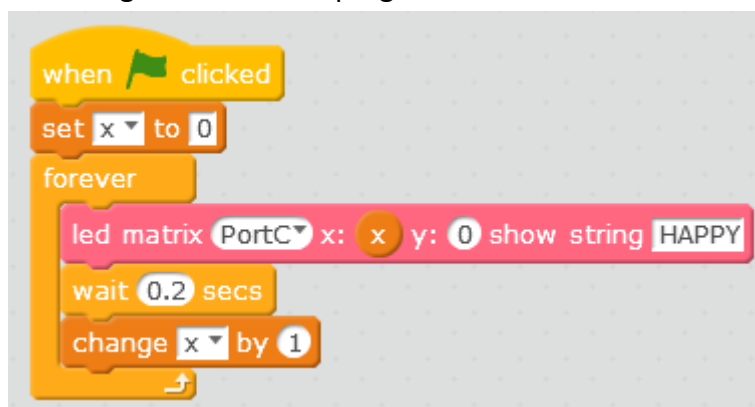 when clicked
set x to 0
forever
led matrix PortC x: x y: 0 show string HAPPY
wait 0.2 secs
change x by 1